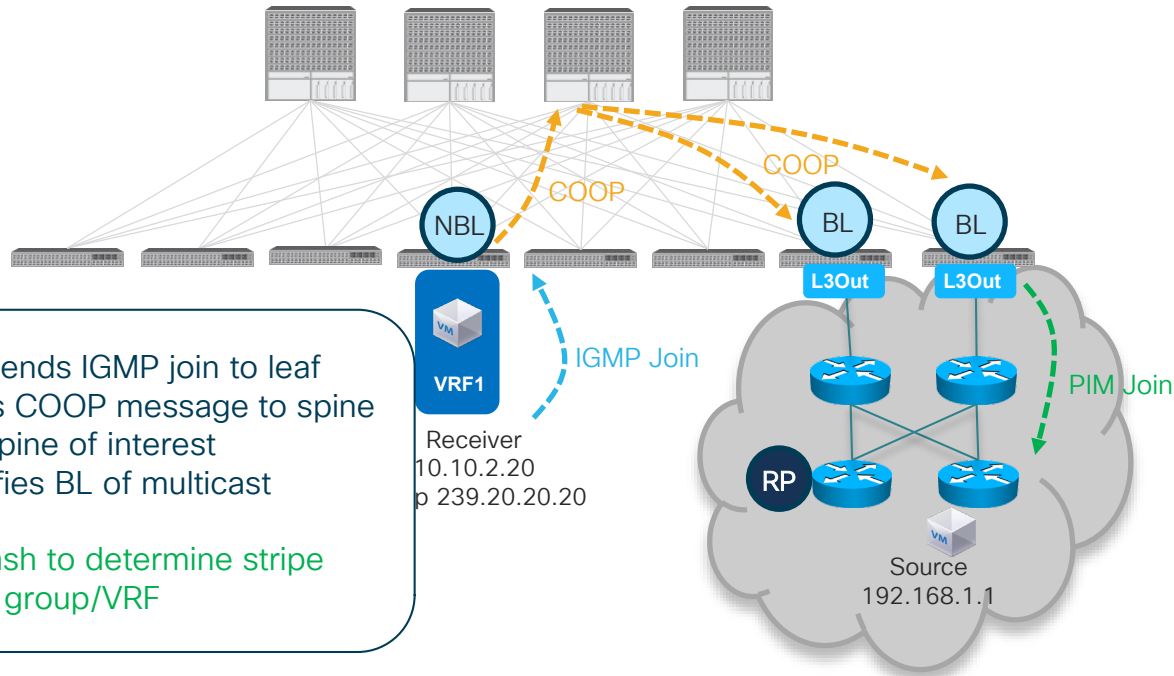 COOP
COOP
NBL
BL
BL
L3Out
L3Out
VM
VRF1
IGMP Join
PIM Join
ends IGMP join to leaf
s COOP message to spine
pine of interest
fies BL of multicast
ash to determine stripe
group/VRF
Receiver
10.10.2.20
p 239.20.20.20
RP
VM
Source
192.168.1.1